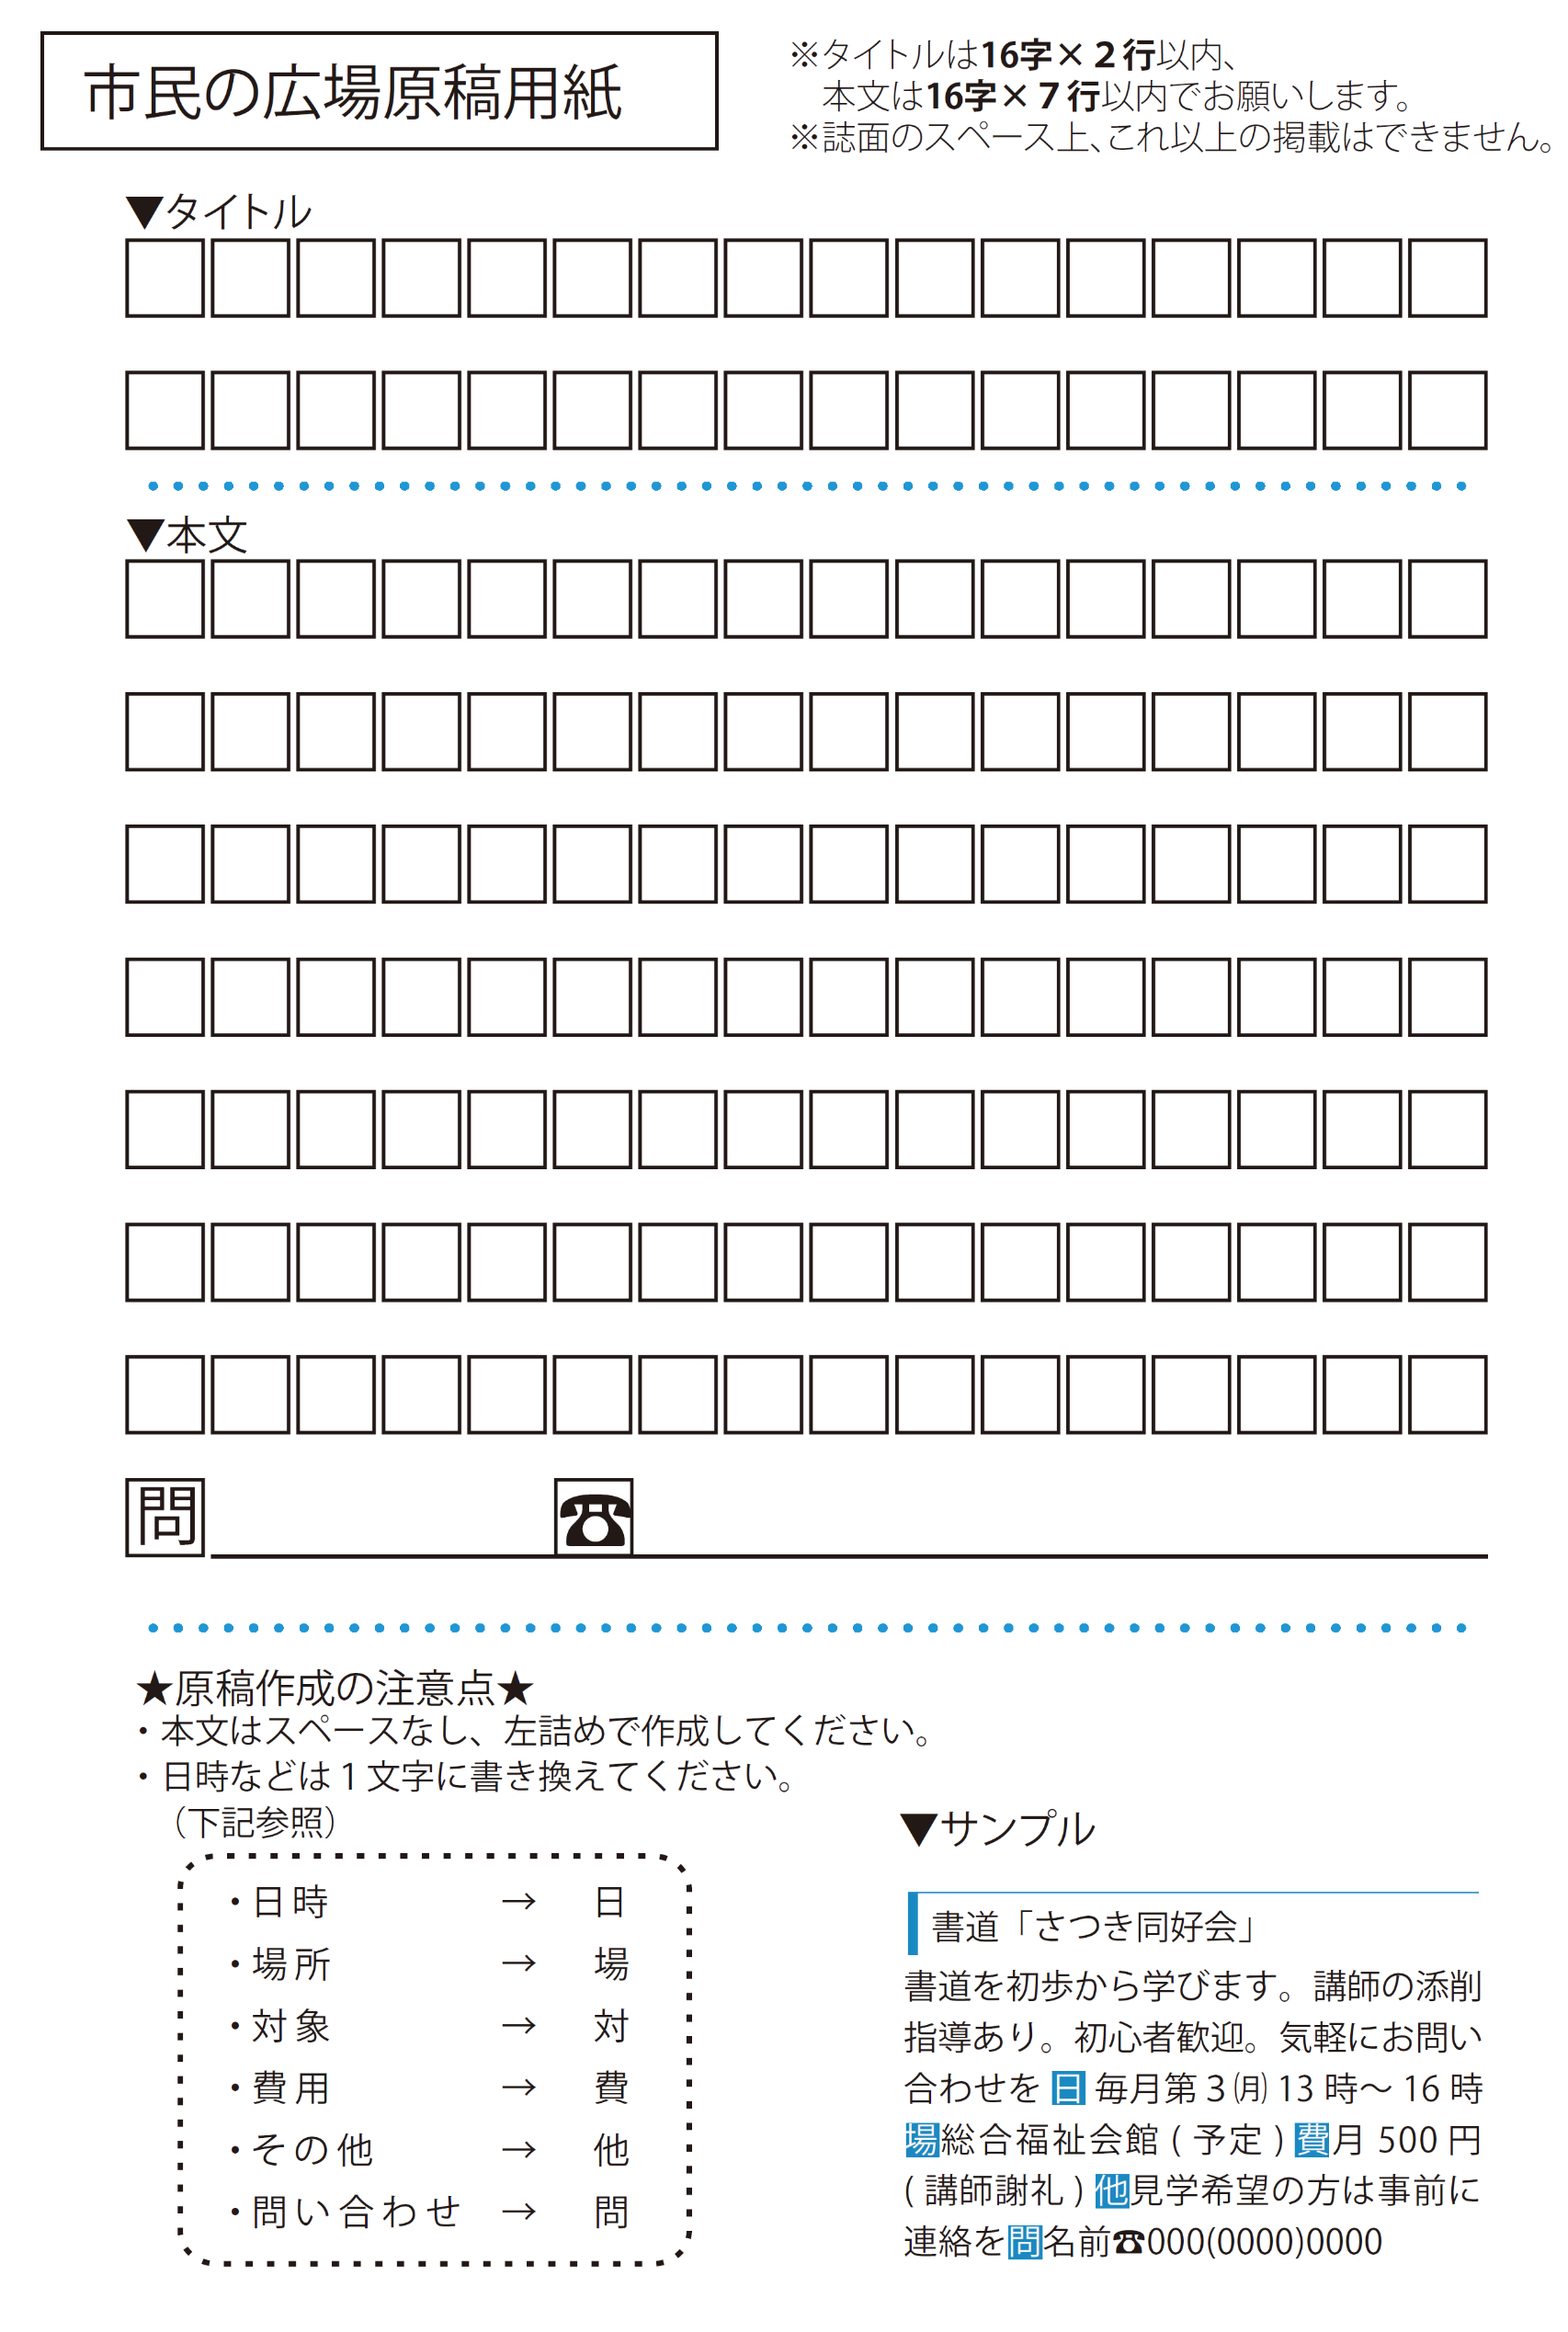 市民の広場原稿用紙
※タイトルは16字×２行以内、
本文は16字×７行以内でお願いします。
※誌面のスペース上、これ以上の掲載はできません。
▼タイトル
▼本文
問 ☎
★原稿作成の注意点★
・本文はスペースなし、左詰めで作成してください。
・日時などは１文字に書き換えてください。
（下記参照）
・日時 → 日
・場所 → 場
・対象 → 対
・費用 → 費
・その他 → 他
・問い合わせ → 問
▼サンプル
書道「さつき同好会」
書道を初歩から学びます。講師の添削
指導あり。初心者歓迎。気軽にお問い
合わせを 日 毎月第３㈪ 13 時～ 16 時
場総合福祉会館 ( 予定 ) 費月 500 円
( 講師謝礼 ) 他見学希望の方は事前に
連絡を問名前☎000(0000)0000